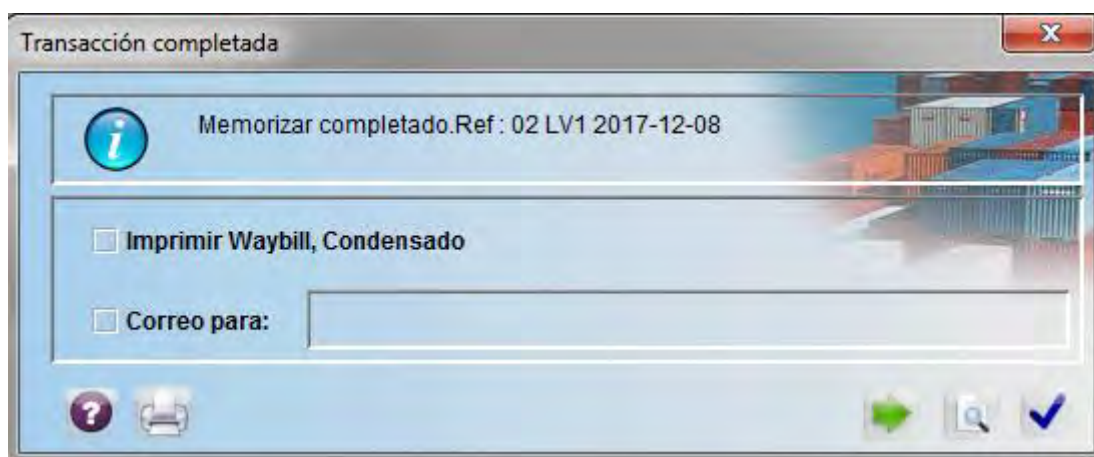 Transacción completada
Memorizar completado.Ref : 02 LV1 2017-12-08
Imprimir Waybill, Condensado
Correo para: